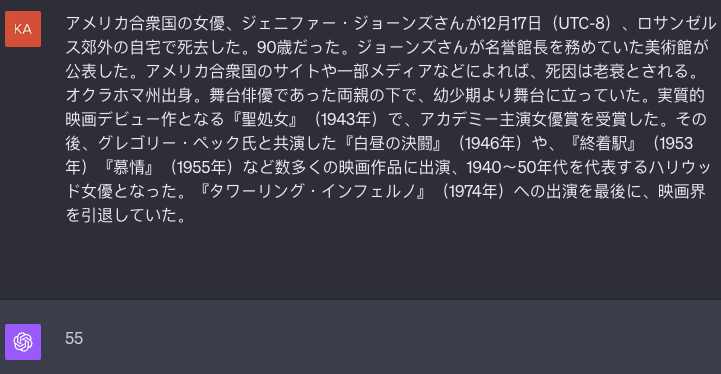 KA
アメリカ合衆国の女優、ジェニファー・ジョーンズさんが12月17日（UTC-8）、ロサンゼル
ス郊外の自宅で死去した。90歳だった。ジョーンズさんが名誉館長を務めていた美術館が
公表した。アメリカ合衆国のサイトや一部メディアなどによれば、死因は老衰とされる。
オクラホマ州出身。舞台俳優であった両親の下で、幼少期より舞台に立っていた。実質的
映画デビュー作となる『聖処女』（1943年）で、アカデミー主演女優賞を受賞した。その
後、グレゴリー・ペック氏と共演した『白昼の決闘』（1946年）や、『終着駅』（1953
年）『慕情』（1955年）など数多くの映画作品に出演、1940〜50年代を代表するハリウッ
ド女優となった。『タワーリング・インフェルノ』（1974年）への出演を最後に、映画界
を引退していた。
55